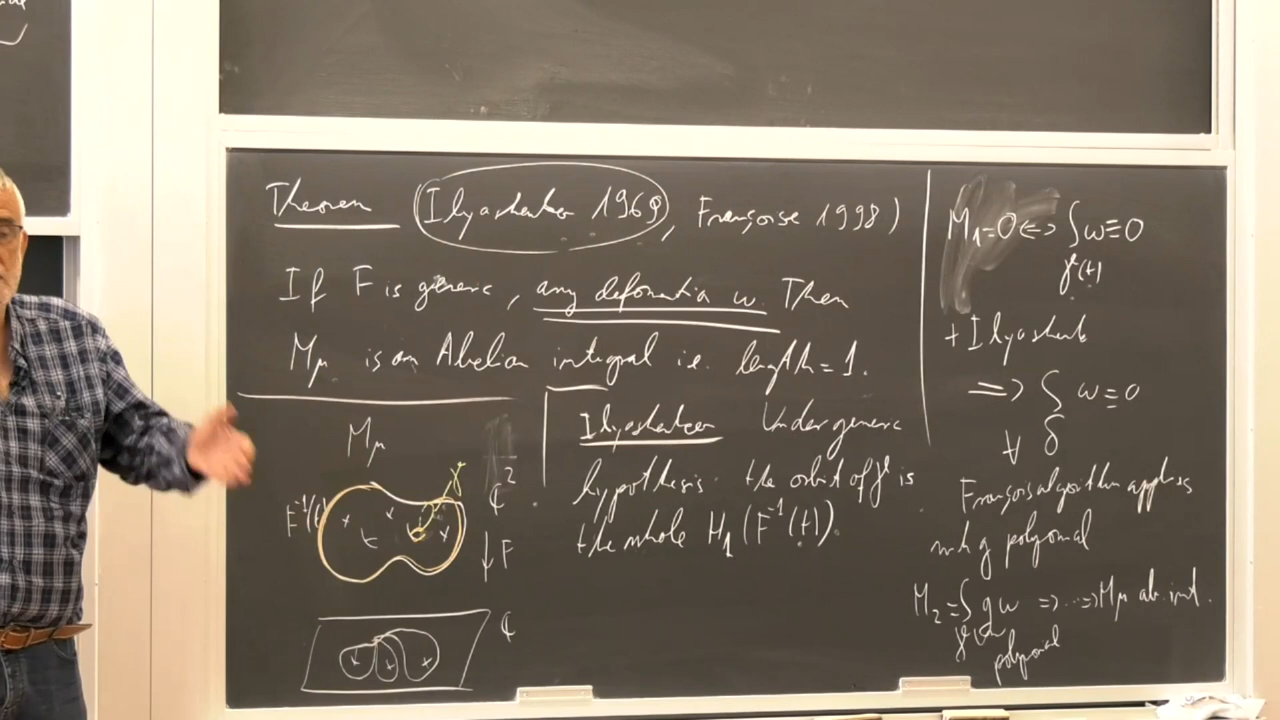 Theorem (Ilyashenko 1969, Françoise 1998)
If F is generic, any deformation ω. Then
Mμ is an Abelian integral i.e. length = 1.
Mμ
F⁻¹(t)
γ
ℂ²
↓ F
ℂ
Ilyashenko Under generic
hypothesis the orbit of γ is
the whole H₁(F⁻¹(t)).
M₁=0 <=> ∫ω≡0
γ(t)
+ Ilyashenk
=> ∫ ω≡0
∀ δ
François algorithm applies
with g polynomial
M₂ = ∫ gω => ..=> Mμ ab. int.
γ(t)
polynomial